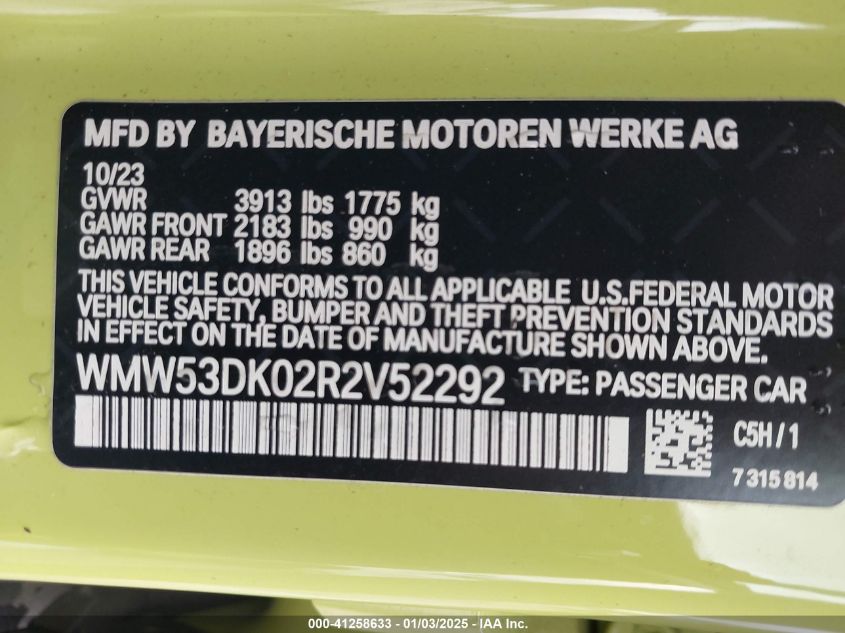 MFD BY BAYERISCHE MOTOREN WERKE AG
10/23
GVWR 3913 lbs 1775 kg
GAWR FRONT 2183 lbs 990 kg
GAWR REAR 1896 lbs 860 kg
THIS VEHICLE CONFORMS TO ALL APPLICABLE U.S.FEDERAL MOTOR
VEHICLE SAFETY, BUMPER AND THEFT PREVENTION STANDARDS
IN EFFECT ON THE DATE OF MANUFACTURE SHOWN ABOVE.
WMW53DK02R2V52292 TYPE: PASSENGER CAR
C5H / 1
7 315 814
000-41258633 - 01/03/2025 - IAA Inc.